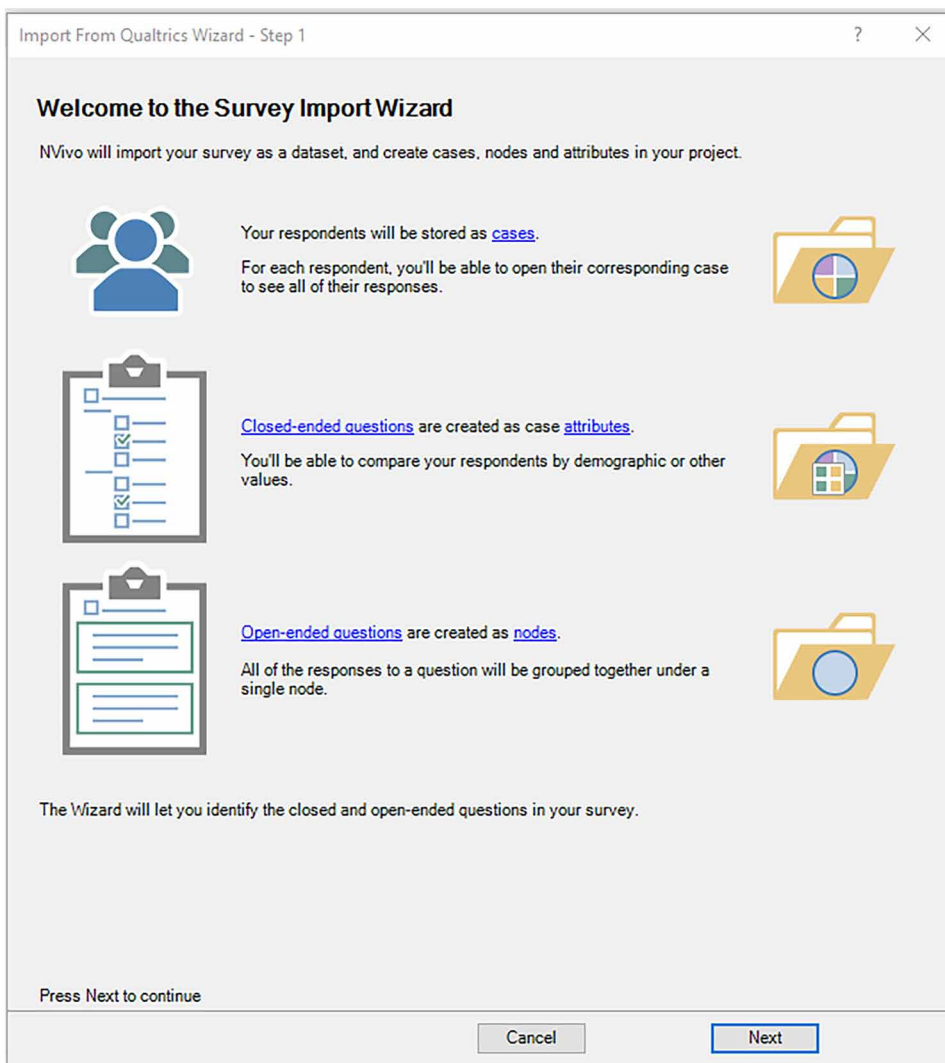 Import From Qualtrics Wizard - Step 1
?
Welcome to the Survey Import Wizard
NVivo will import your survey as a dataset, and create cases, nodes and attributes in your project.
Your respondents will be stored as cases.
For each respondent, you'll be able to open their corresponding case
to see all of their responses.
Closed-ended questions are created as case attributes.
You'll be able to compare your respondents by demographic or other
values.
Open-ended questions are created as nodes.
All of the responses to a question will be grouped together under a
single node.
The Wizard will let you identify the closed and open-ended questions in your survey.
Press Next to continue
Cancel
Next